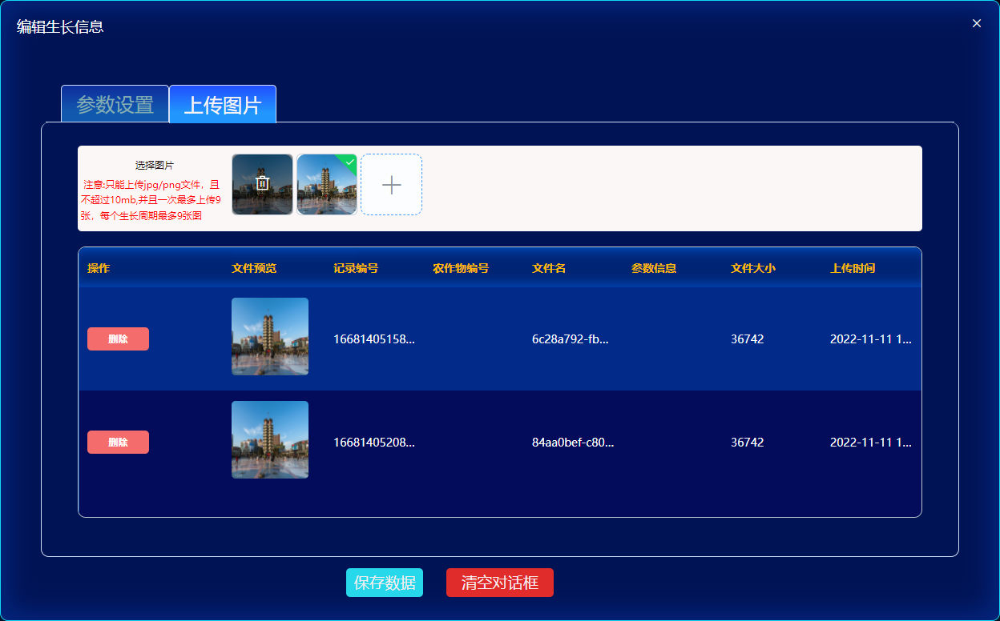 编辑生长信息
参数设置
上传图片
选择图片
注意:只能上传jpg/png文件，且
不超过10mb,并且一次最多上传9
张，每个生长周期最多9张图
操作 文件预览 记录编号 农作物编号 文件名 参数信息 文件大小 上传时间
删除 16681405158... 6c28a792-fb... 36742 2022-11-11 1...
删除 16681405208... 84aa0bef-c80... 36742 2022-11-11 1...
保存数据
清空对话框